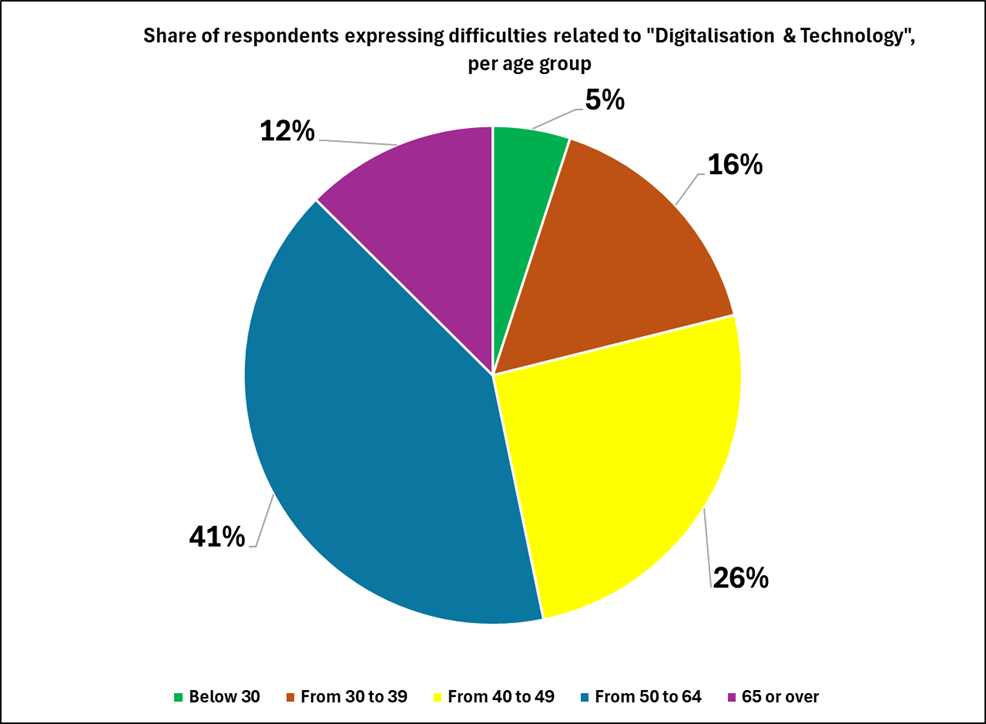 Share of respondents expressing difficulties related to "Digitalisation & Technology",
per age group
5%
12%
16%
41%
26%
Below 30 From 30 to 39 From 40 to 49 From 50 to 64 65 or over